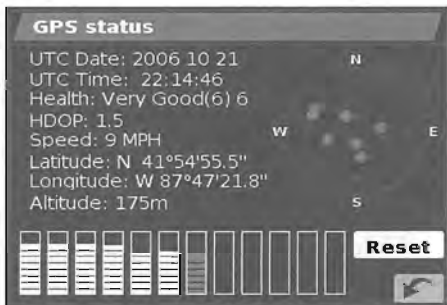 GPS status
UTC Date: 2006 10 21
UTC Time: 22:14:46
Health: Very Good(6) 6
HDOP: 1.5
Speed: 9 MPH
Latitude: N 41°54'55.5"
Longitude: W 87°47'21.8"
Altitude: 175m
N
W
E
S
Reset